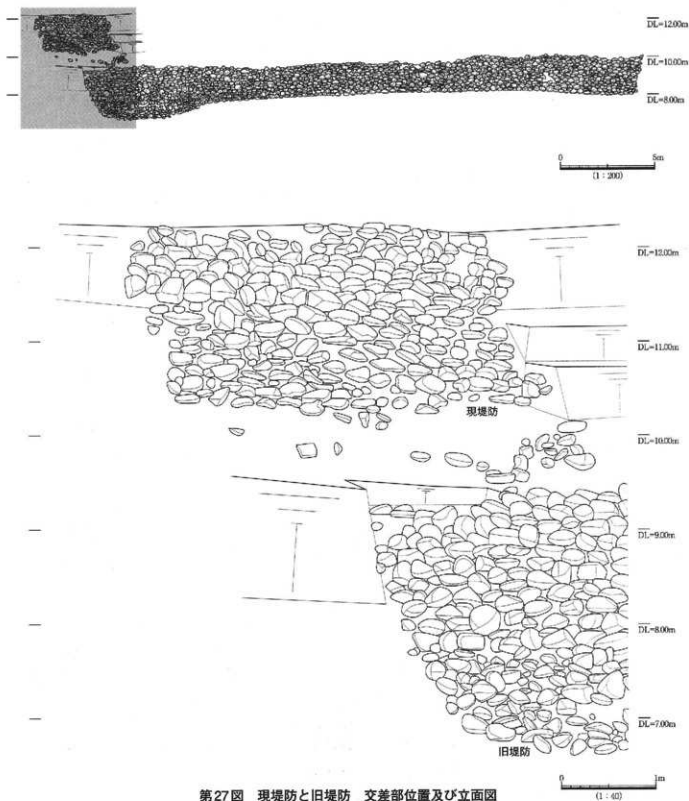 DL=12.00m
DL=10.00m
DL=8.00m
0 5m
(1:200)
DL=12.00m
DL=11.00m
現堤防
DL=10.00m
DL=9.00m
DL=8.00m
DL=7.00m
旧堤防
0 1m
(1:40)
第27図 現堤防と旧堤防 交差部位置及び立面図